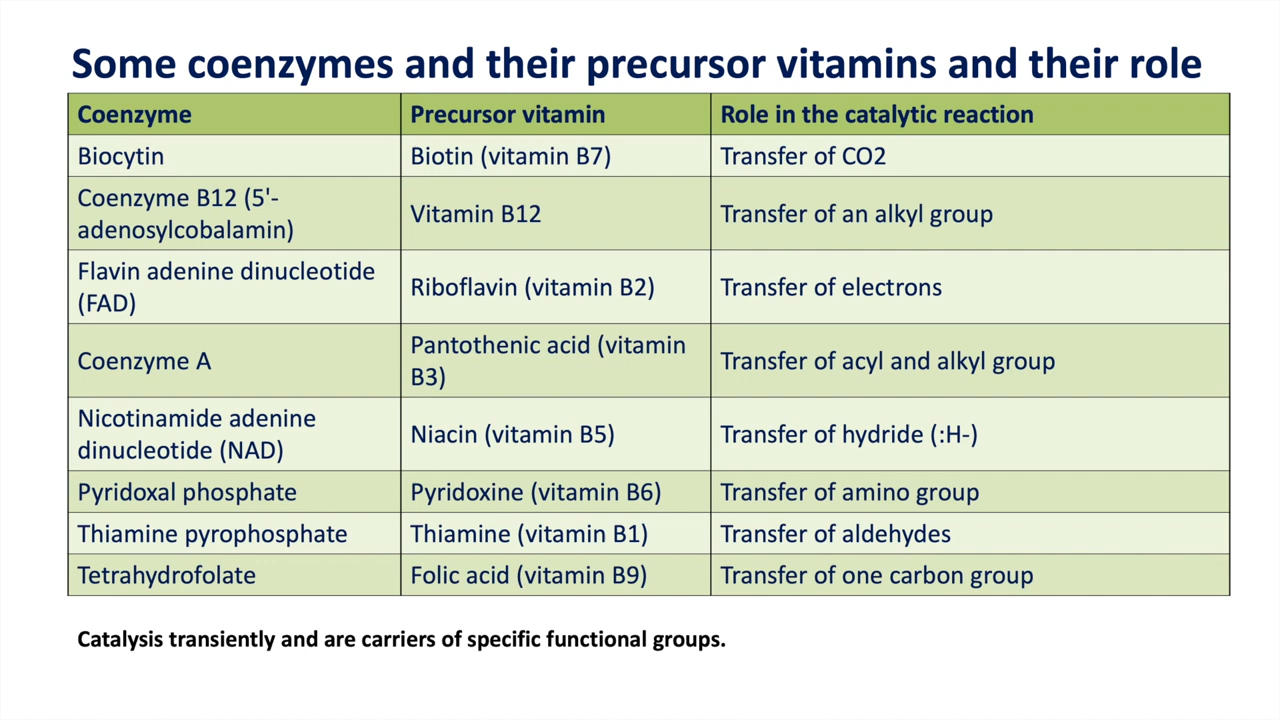 Some coenzymes and their precursor vitamins and their role
Coenzyme
Precursor vitamin
Role in the catalytic reaction
Biocytin
Biotin (vitamin B7)
Transfer of CO2
Coenzyme B12 (5'-
adenosylcobalamin)
Vitamin B12
Transfer of an alkyl group
Flavin adenine dinucleotide
(FAD)
Riboflavin (vitamin B2)
Transfer of electrons
Coenzyme A
Pantothenic acid (vitamin
B3)
Transfer of acyl and alkyl group
Nicotinamide adenine
dinucleotide (NAD)
Niacin (vitamin B5)
Transfer of hydride (:H-)
Pyridoxal phosphate
Pyridoxine (vitamin B6)
Transfer of amino group
Thiamine pyrophosphate
Thiamine (vitamin B1)
Transfer of aldehydes
Tetrahydrofolate
Folic acid (vitamin B9)
Transfer of one carbon group
Catalysis transiently and are carriers of specific functional groups.